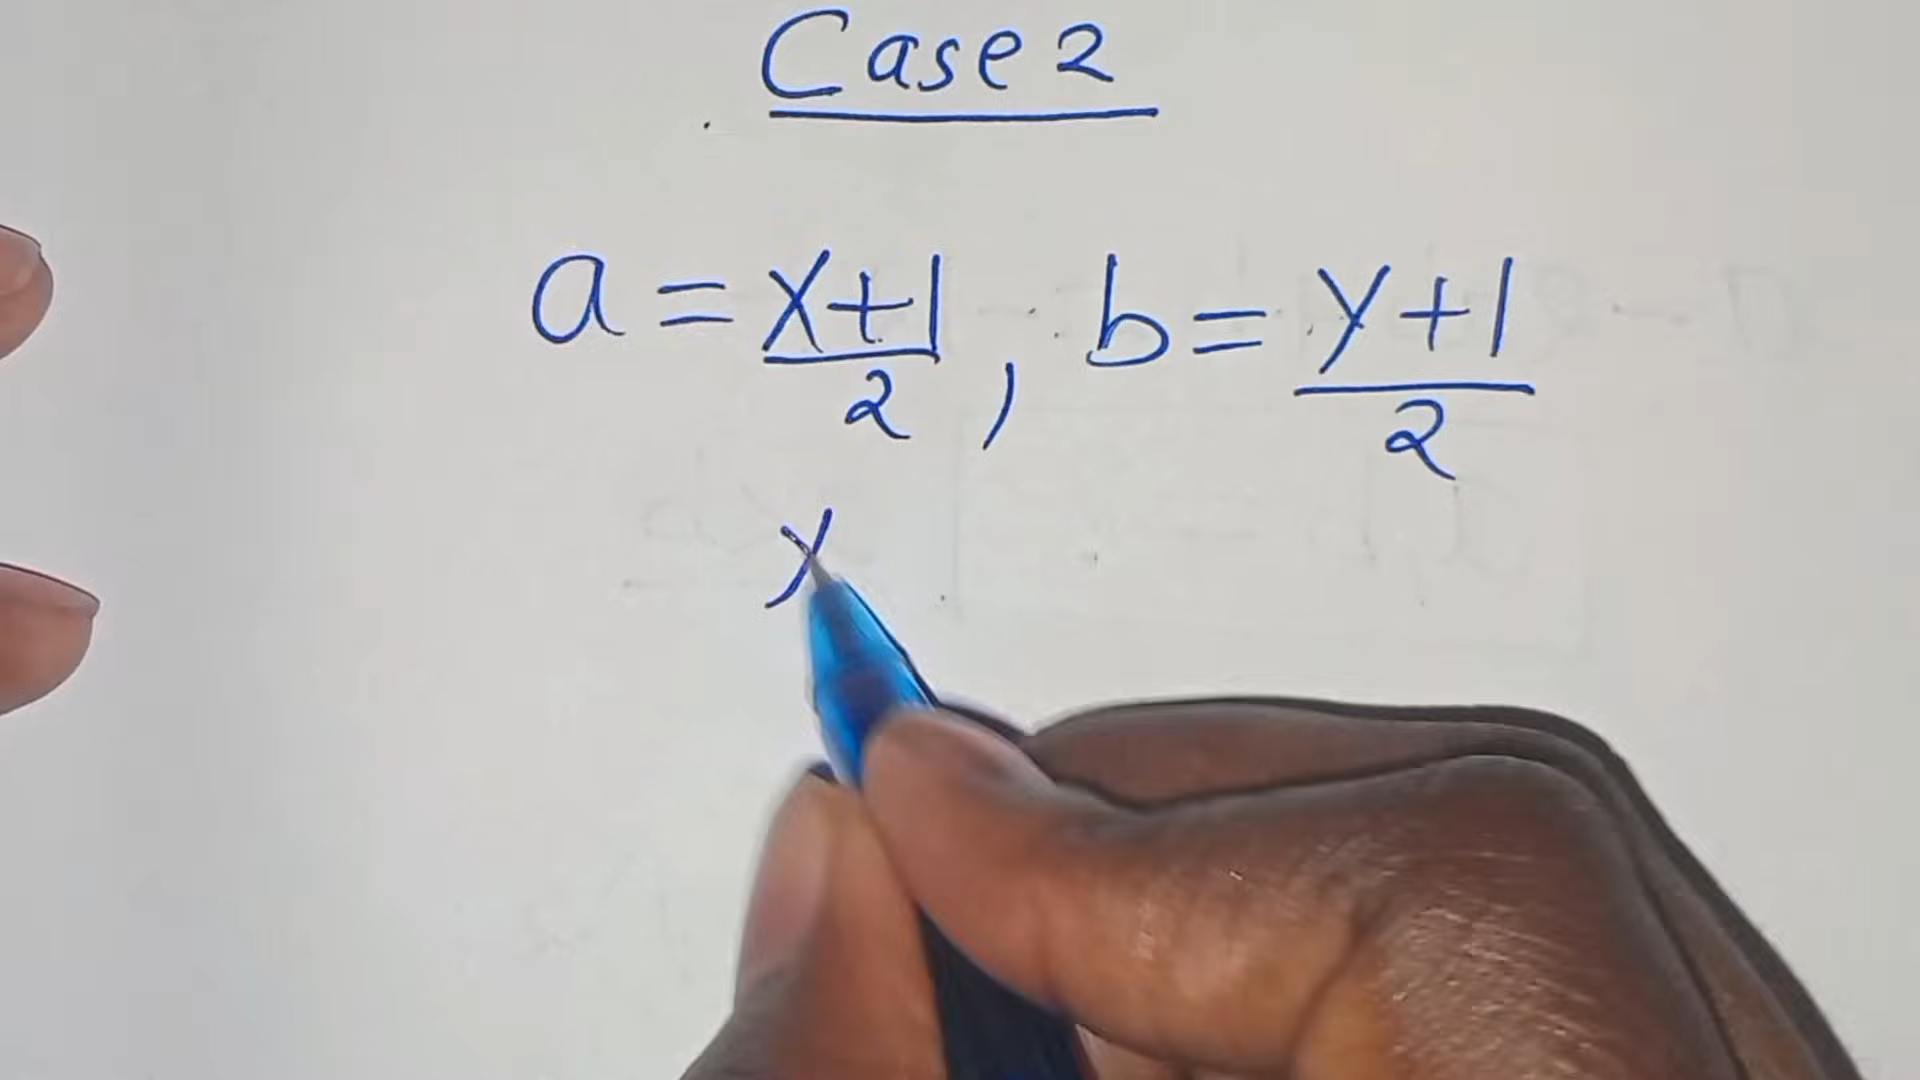 Case 2
a = x+1/2, b = y+1/2
x